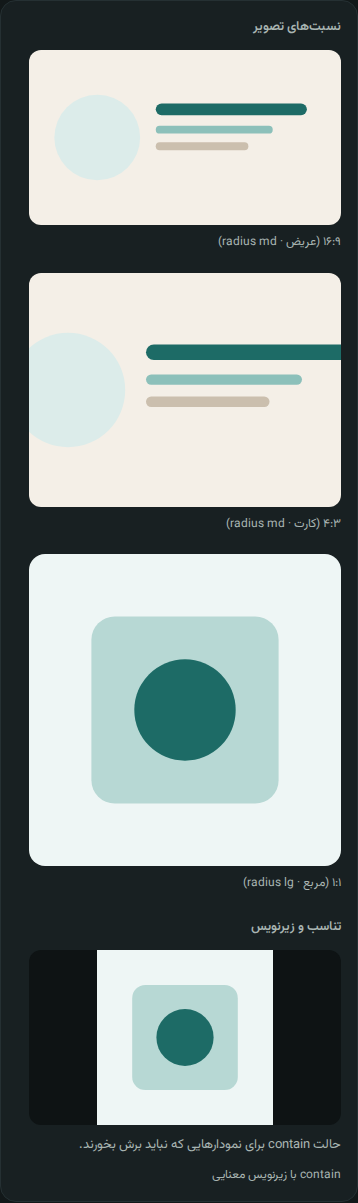 نسبت‌های تصویر
۱۶:۹ (عریض · radius md)
۴:۳ (کارت · radius md)
۱:۱ (مربع · radius lg)
تناسب و زیرنویس
حالت contain برای نمودارهایی که نباید برش بخورند.
contain با زیرنویس معنایی